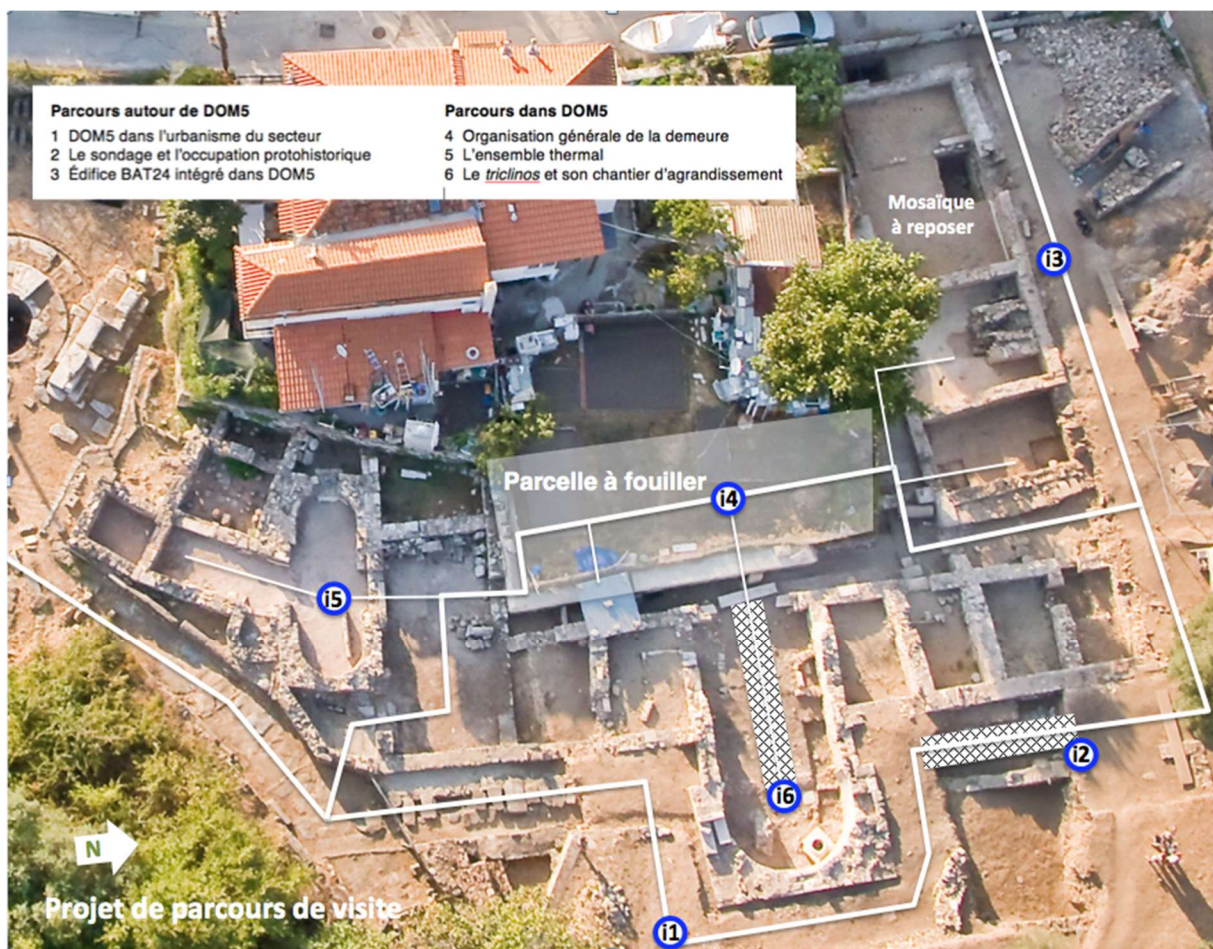 Parcours autour de DOM5
1 DOM5 dans l'urbanisme du secteur
2 Le sondage et l'occupation protohistorique
3 Édifice BAT24 intégré dans DOM5
Parcours dans DOM5
4 Organisation générale de la demeure
5 L'ensemble thermal
6 Le triclinos et son chantier d'agrandissement
Mosaïque
à reposer
i3
Parcelle à fouiller
i4
i5
i2
i6
N
Projet de parcours de visite
i1